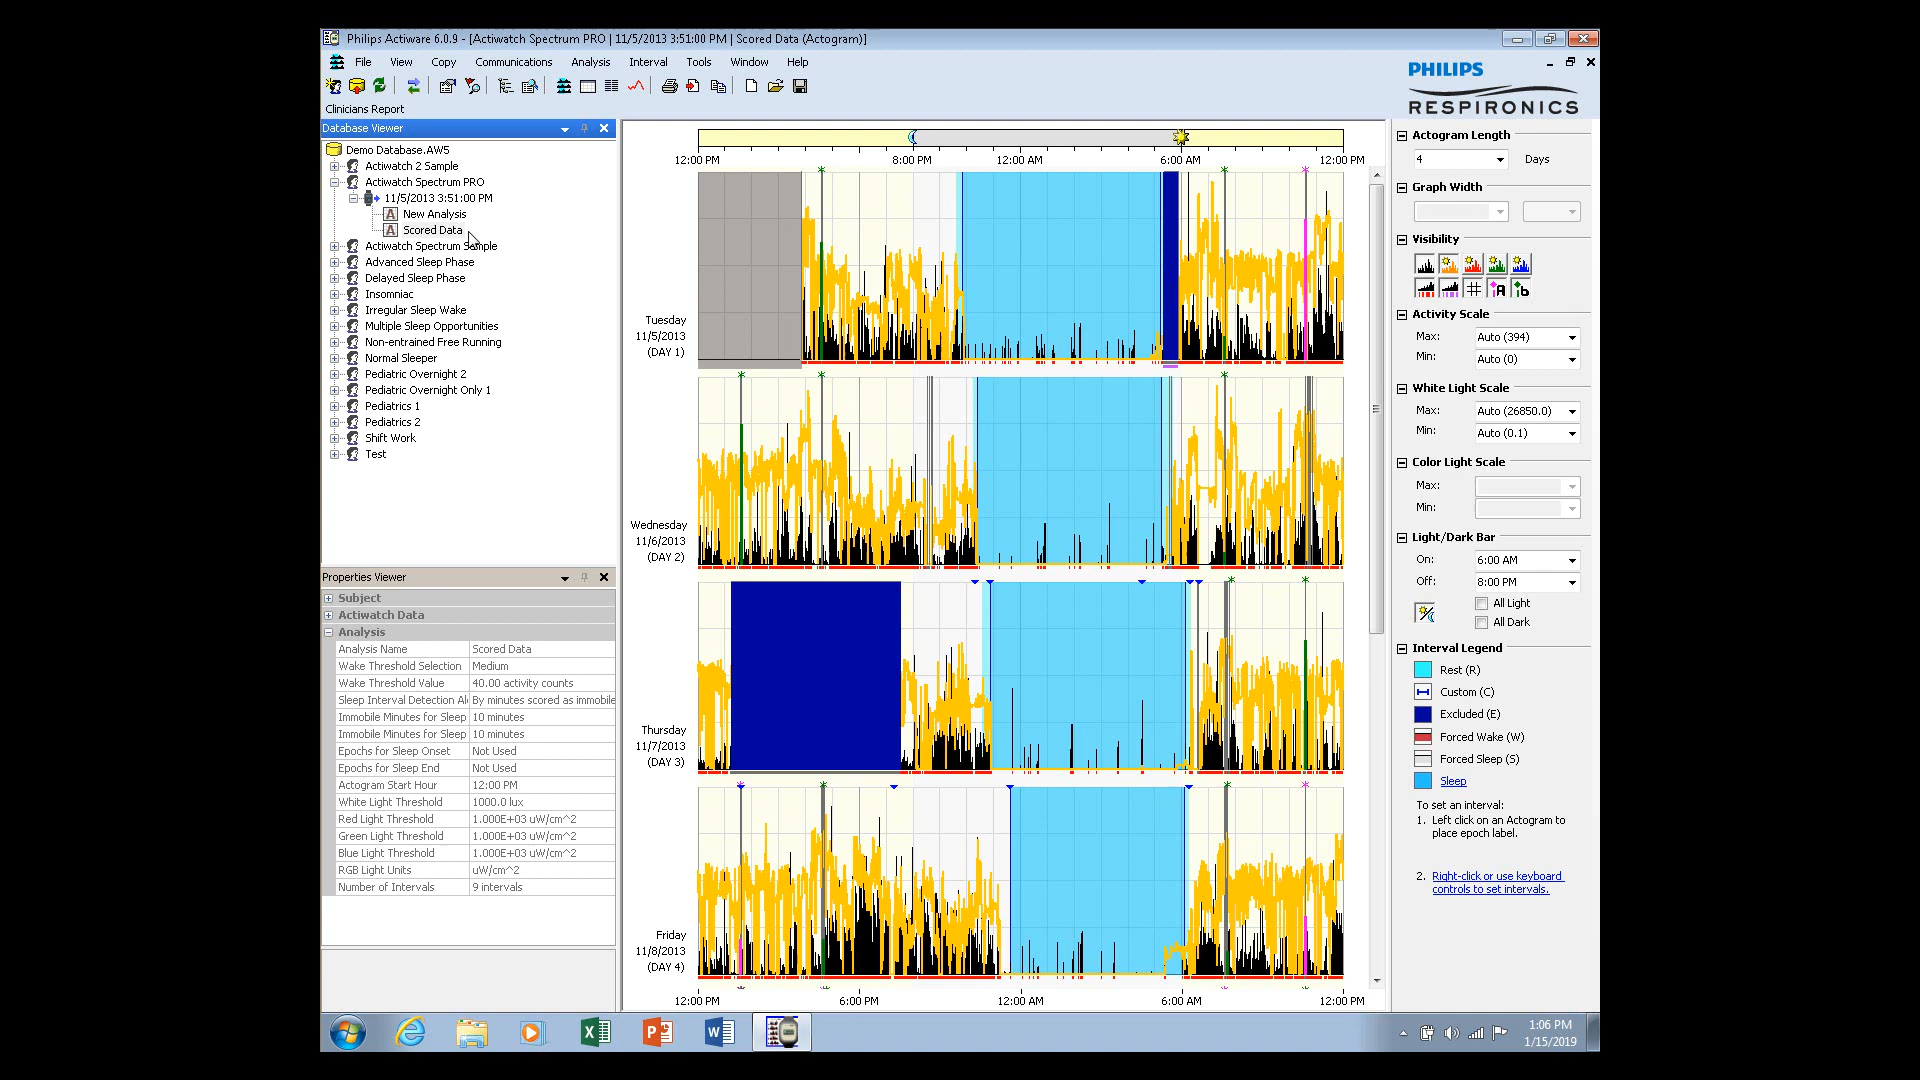 Philips Actiware 6.0.9 - [Actiwatch Spectrum PRO | 11/5/2013 3:51:00 PM | Scored Data (Actogram)]
File View Copy Communications Analysis Interval Tools Window Help
PHILIPS
RESPIRONICS
Clinicians Report
Database Viewer
Demo Database.AW5
Actiwatch 2 Sample
Actiwatch Spectrum PRO
11/5/2013 3:51:00 PM
New Analysis
Scored Data
Actiwatch Spectrum Sample
Advanced Sleep Phase
Delayed Sleep Phase
Insomniac
Irregular Sleep Wake
Multiple Sleep Opportunities
Non-entrained Free Running
Normal Sleeper
Pediatric Overnight 2
Pediatric Overnight Only 1
Pediatrics 1
Pediatrics 2
Shift Work
Test
Properties Viewer
Subject
Actiwatch Data
Analysis
Analysis Name Scored Data
Wake Threshold Selection Medium
Wake Threshold Value 40.00 activity counts
Sleep Interval Detection Al By minutes scored as immobile
Immobile Minutes for Sleep 10 minutes
Immobile Minutes for Sleep 10 minutes
Epochs for Sleep Onset Not Used
Epochs for Sleep End Not Used
Actogram Start Hour 12:00 PM
White Light Threshold 1000.0 lux
Red Light Threshold 1.000E+03 uW/cm^2
Green Light Threshold 1.000E+03 uW/cm^2
Blue Light Threshold 1.000E+03 uW/cm^2
RGB Light Units uW/cm^2
Number of Intervals 9 intervals
12:00 PM 8:00 PM 12:00 AM 6:00 AM 12:00 PM
Tuesday
11/5/2013
(DAY 1)
Wednesday
11/6/2013
(DAY 2)
Thursday
11/7/2013
(DAY 3)
Friday
11/8/2013
(DAY 4)
12:00 PM 6:00 PM 12:00 AM 6:00 AM 12:00 PM
Actogram Length
4 Days
Graph Width
Visibility
A b
Activity Scale
Max: Auto (394)
Min: Auto (0)
White Light Scale
Max: Auto (26850.0)
Min: Auto (0.1)
Color Light Scale
Max:
Min:
Light/Dark Bar
On: 6:00 AM
Off: 8:00 PM
All Light
All Dark
Interval Legend
Rest (R)
Custom (C)
Excluded (E)
Forced Wake (W)
Forced Sleep (S)
Sleep
To set an interval:
1. Left click on an Actogram to
place epoch label.
2. Right-click or use keyboard
controls to set intervals.
1:06 PM
1/15/2019